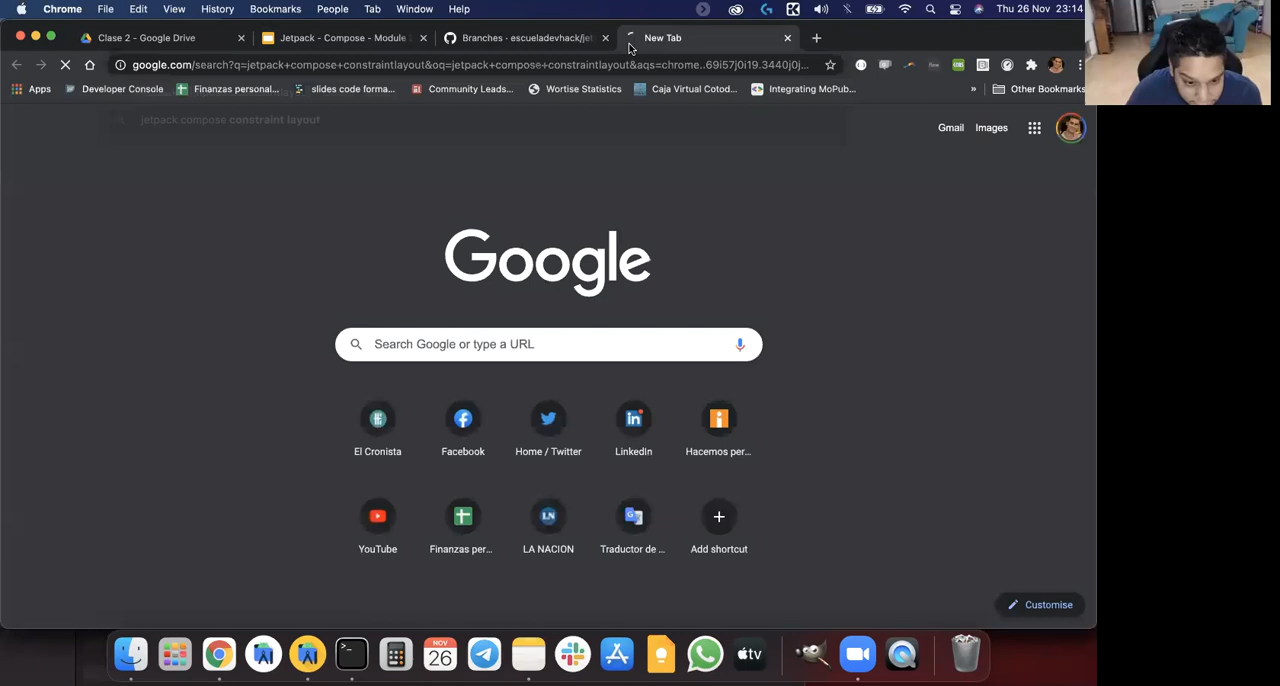 Chrome File Edit View History Bookmarks People Tab Window Help Thu 26 Nov 23:14
Clase 2 - Google Drive Jetpack - Compose - Module Branches · escueladevhack/jet New Tab
google.com/search?q=jetpack+compose+constraintlayout&oq=jetpack+compose+constraintlayout&aqs=chrome..69i57j0i19.3440j0j...
Apps Developer Console Finanzas personal... slides code forma... Community Leads... Wortise Statistics Caja Virtual Cotod... Integrating MoPub... » Other Bookmarks
jetpack compose constraint layout
Gmail Images
Google
Search Google or type a URL
El Cronista Facebook Home / Twitter LinkedIn Hacemos per...
YouTube Finanzas per... LA NACION Traductor de ... Add shortcut
Customise
NOV
26
tv